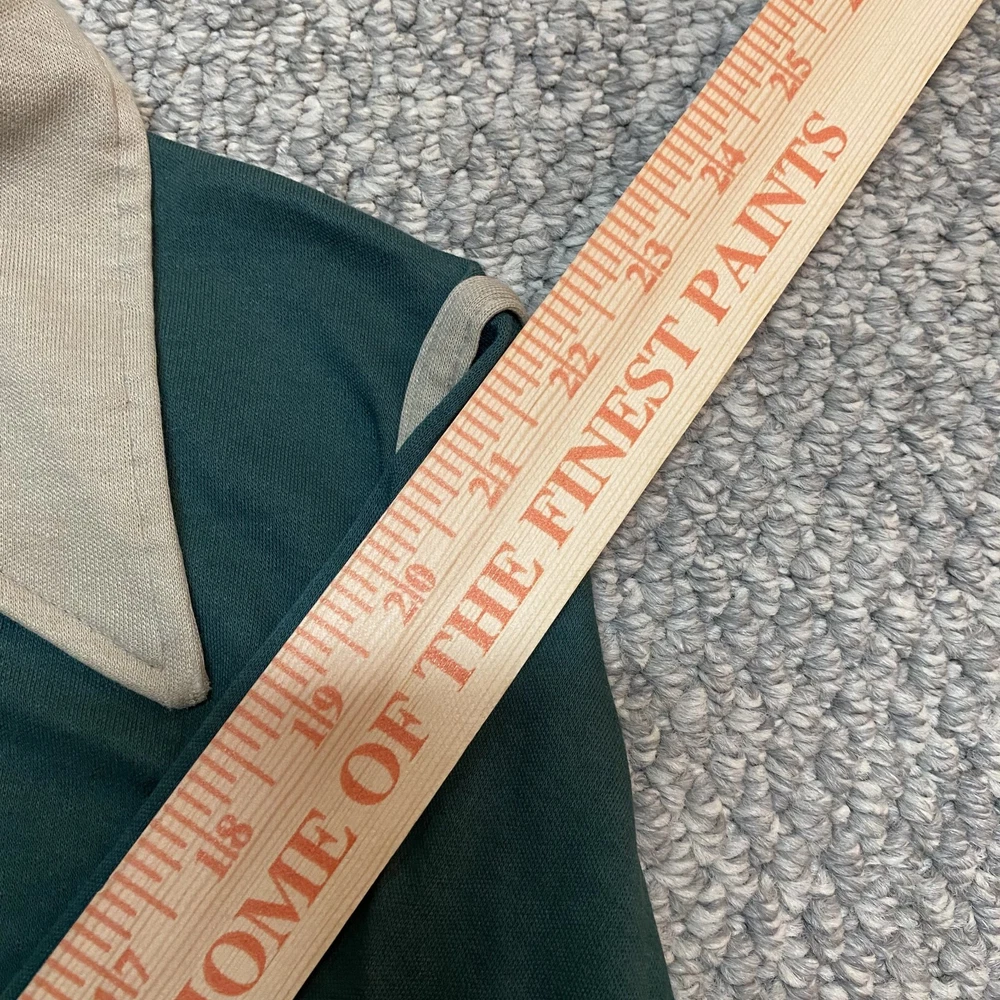 17 18 19 20 21 22 23 24 25
HOME OF THE FINEST PAINTS